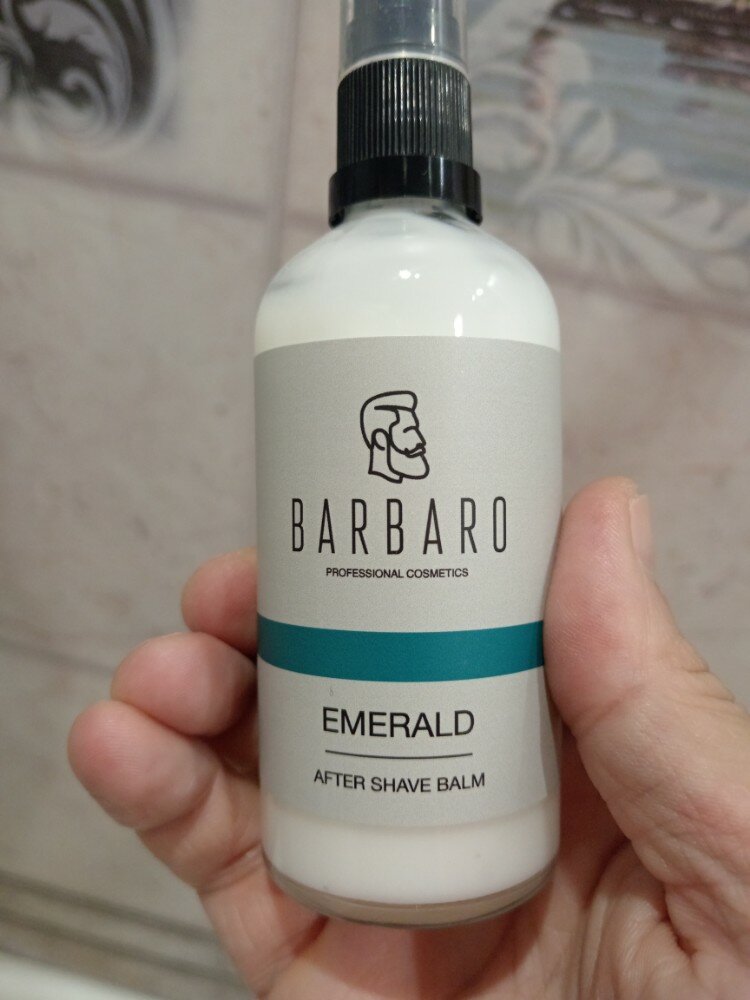 BARBARO
PROFESSIONAL COSMETICS
EMERALD
AFTER SHAVE BALM